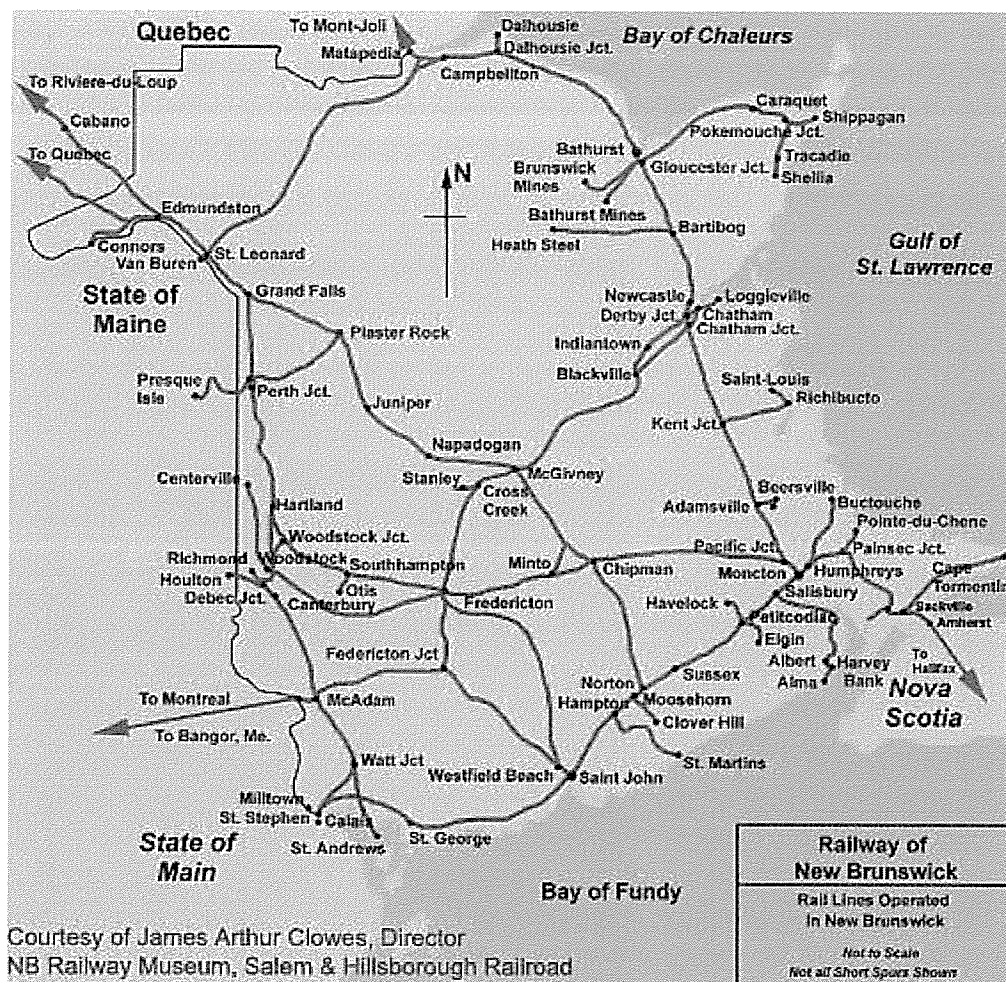 To Mont-Joli
Dalhousie
Quebec
Matapedia
Dalhousie Jct.
Bay of Chaleurs
Campbellton
To Riviere-du-Loup
Cabano
Caraquet
Shippagan
Pokemouche Jct.
To Quebec
Bathurst
Tracadie
Brunswick
Mines
Gloucester Jct.
Shellia
N
Edmundston
Bathurst Mines
Bartibog
Heath Steel
Connors
Van Buren
St. Leonard
Gulf of
St. Lawrence
State of
Maine
Grand Falls
Newcastle
Loggieville
Derby Jct.
Chatham
Chatham Jct.
Plaster Rock
Indiantown
Blackville
Presque
Isle
Perth Jct.
Saint-Louis
Richibucto
Juniper
Kent Jct.
Napadogan
Centerville
Stanley
McGivney
Cross
Creek
Beersville
Buctouche
Hartland
Adamsville
Pointe-du-Chene
Woodstock Jct.
Pacific Jct.
Painsec Jct.
Richmond
Woodstock
Southhampton
Minto
Chipman
Moncton
Humphreys
Cape
Tormentin
Houlton
Otis
Debec Jct.
Canterbury
Fredericton
Salisbury
Sackville
Havelock
Petitcodiac
Amherst
Elgin
Federicton Jct
Albert
Harvey
Bank
To
Halifax
Alma
Sussex
To Montreal
McAdam
Norton
Moosehorn
Nova
Scotia
Hampton
Clover Hill
To Bangor, Me.
St. Martins
Watt Jct
Westfield Beach
Saint John
Milltown
St. Stephen
Calais
St. George
St. Andrews
State of
Main
Bay of Fundy
Railway of
New Brunswick
Rail Lines Operated
In New Brunswick
Not to Scale
Not all Short Spurs Shown
Courtesy of James Arthur Clowes, Director
NB Railway Museum, Salem & Hillsborough Railroad